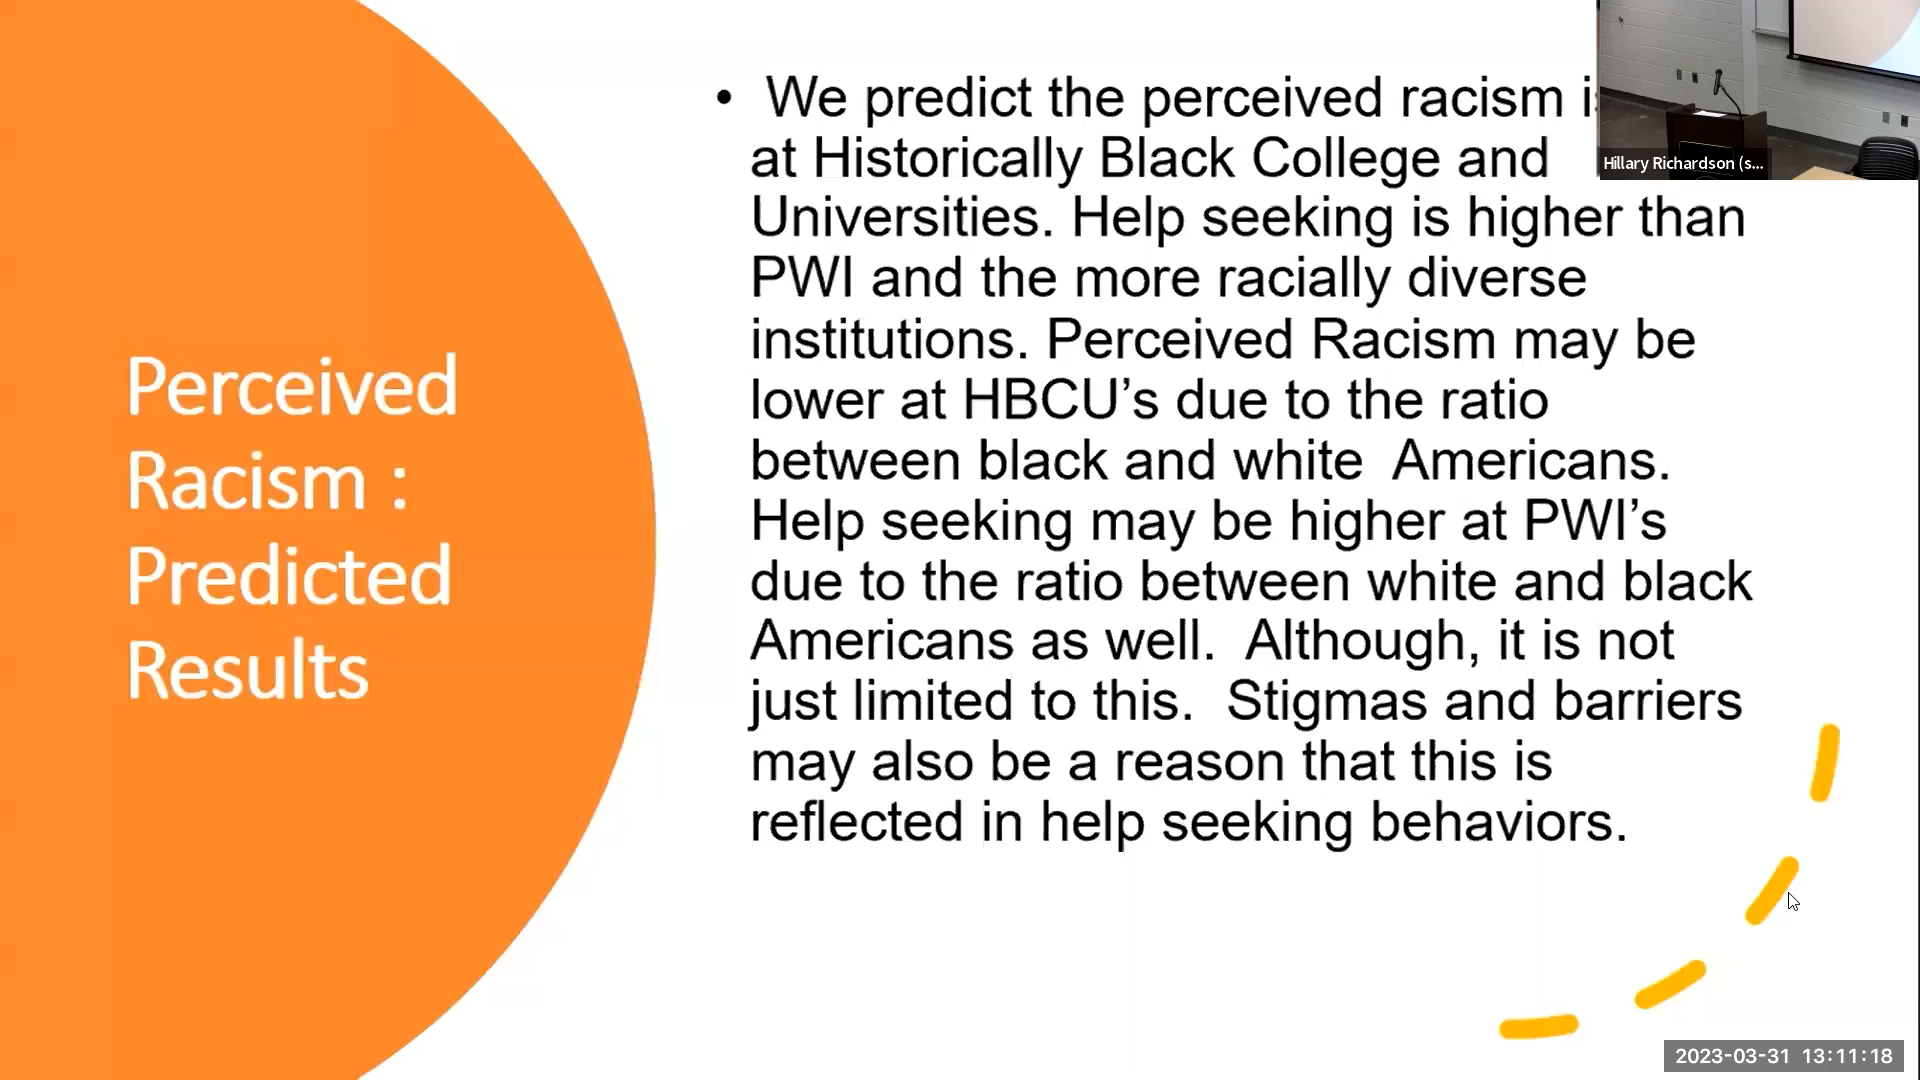 Perceived
Racism :
Predicted
Results
• We predict the perceived racism
at Historically Black College and
Universities. Help seeking is higher than
PWI and the more racially diverse
institutions. Perceived Racism may be
lower at HBCU’s due to the ratio
between black and white Americans.
Help seeking may be higher at PWI’s
due to the ratio between white and black
Americans as well. Although, it is not
just limited to this. Stigmas and barriers
may also be a reason that this is
reflected in help seeking behaviors.
Hillary Richardson (s...
2023-03-31 13:11:18